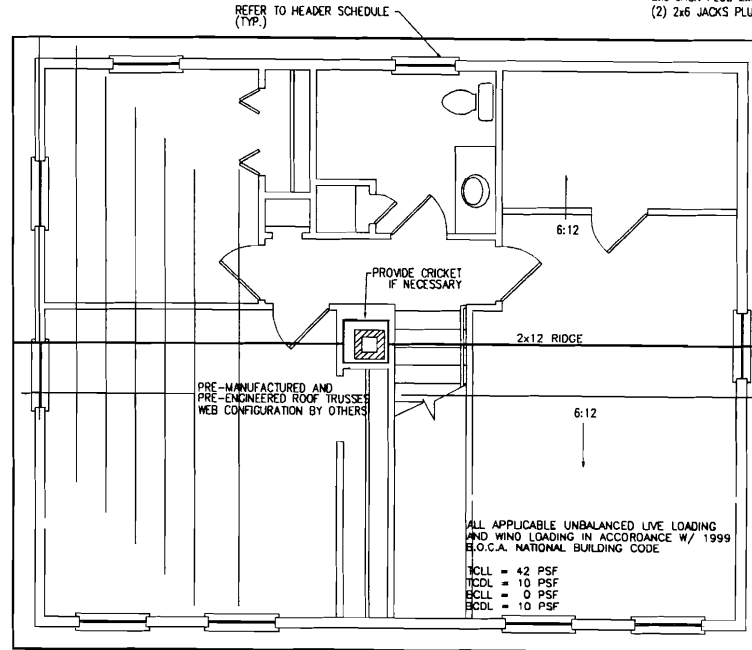 REFER TO HEADER SCHEDULE
(TYP.)
(2) 2x6 JACKS PLU
6:12
PROVIDE CRICKET
IF NECESSARY
2x12 RIDGE
PRE-MANUFACTURED AND
PRE-ENGINEERED ROOF TRUSSES
WEB CONFIGURATION BY OTHERS
6:12
ALL APPLICABLE UNBALANCED LIVE LOADING
AND WIND LOADING IN ACCORDANCE W/ 1999
B.O.C.A. NATIONAL BUILDING CODE
TCLL = 42 PSF
TCDL = 10 PSF
BCLL = 0 PSF
BCDL = 10 PSF